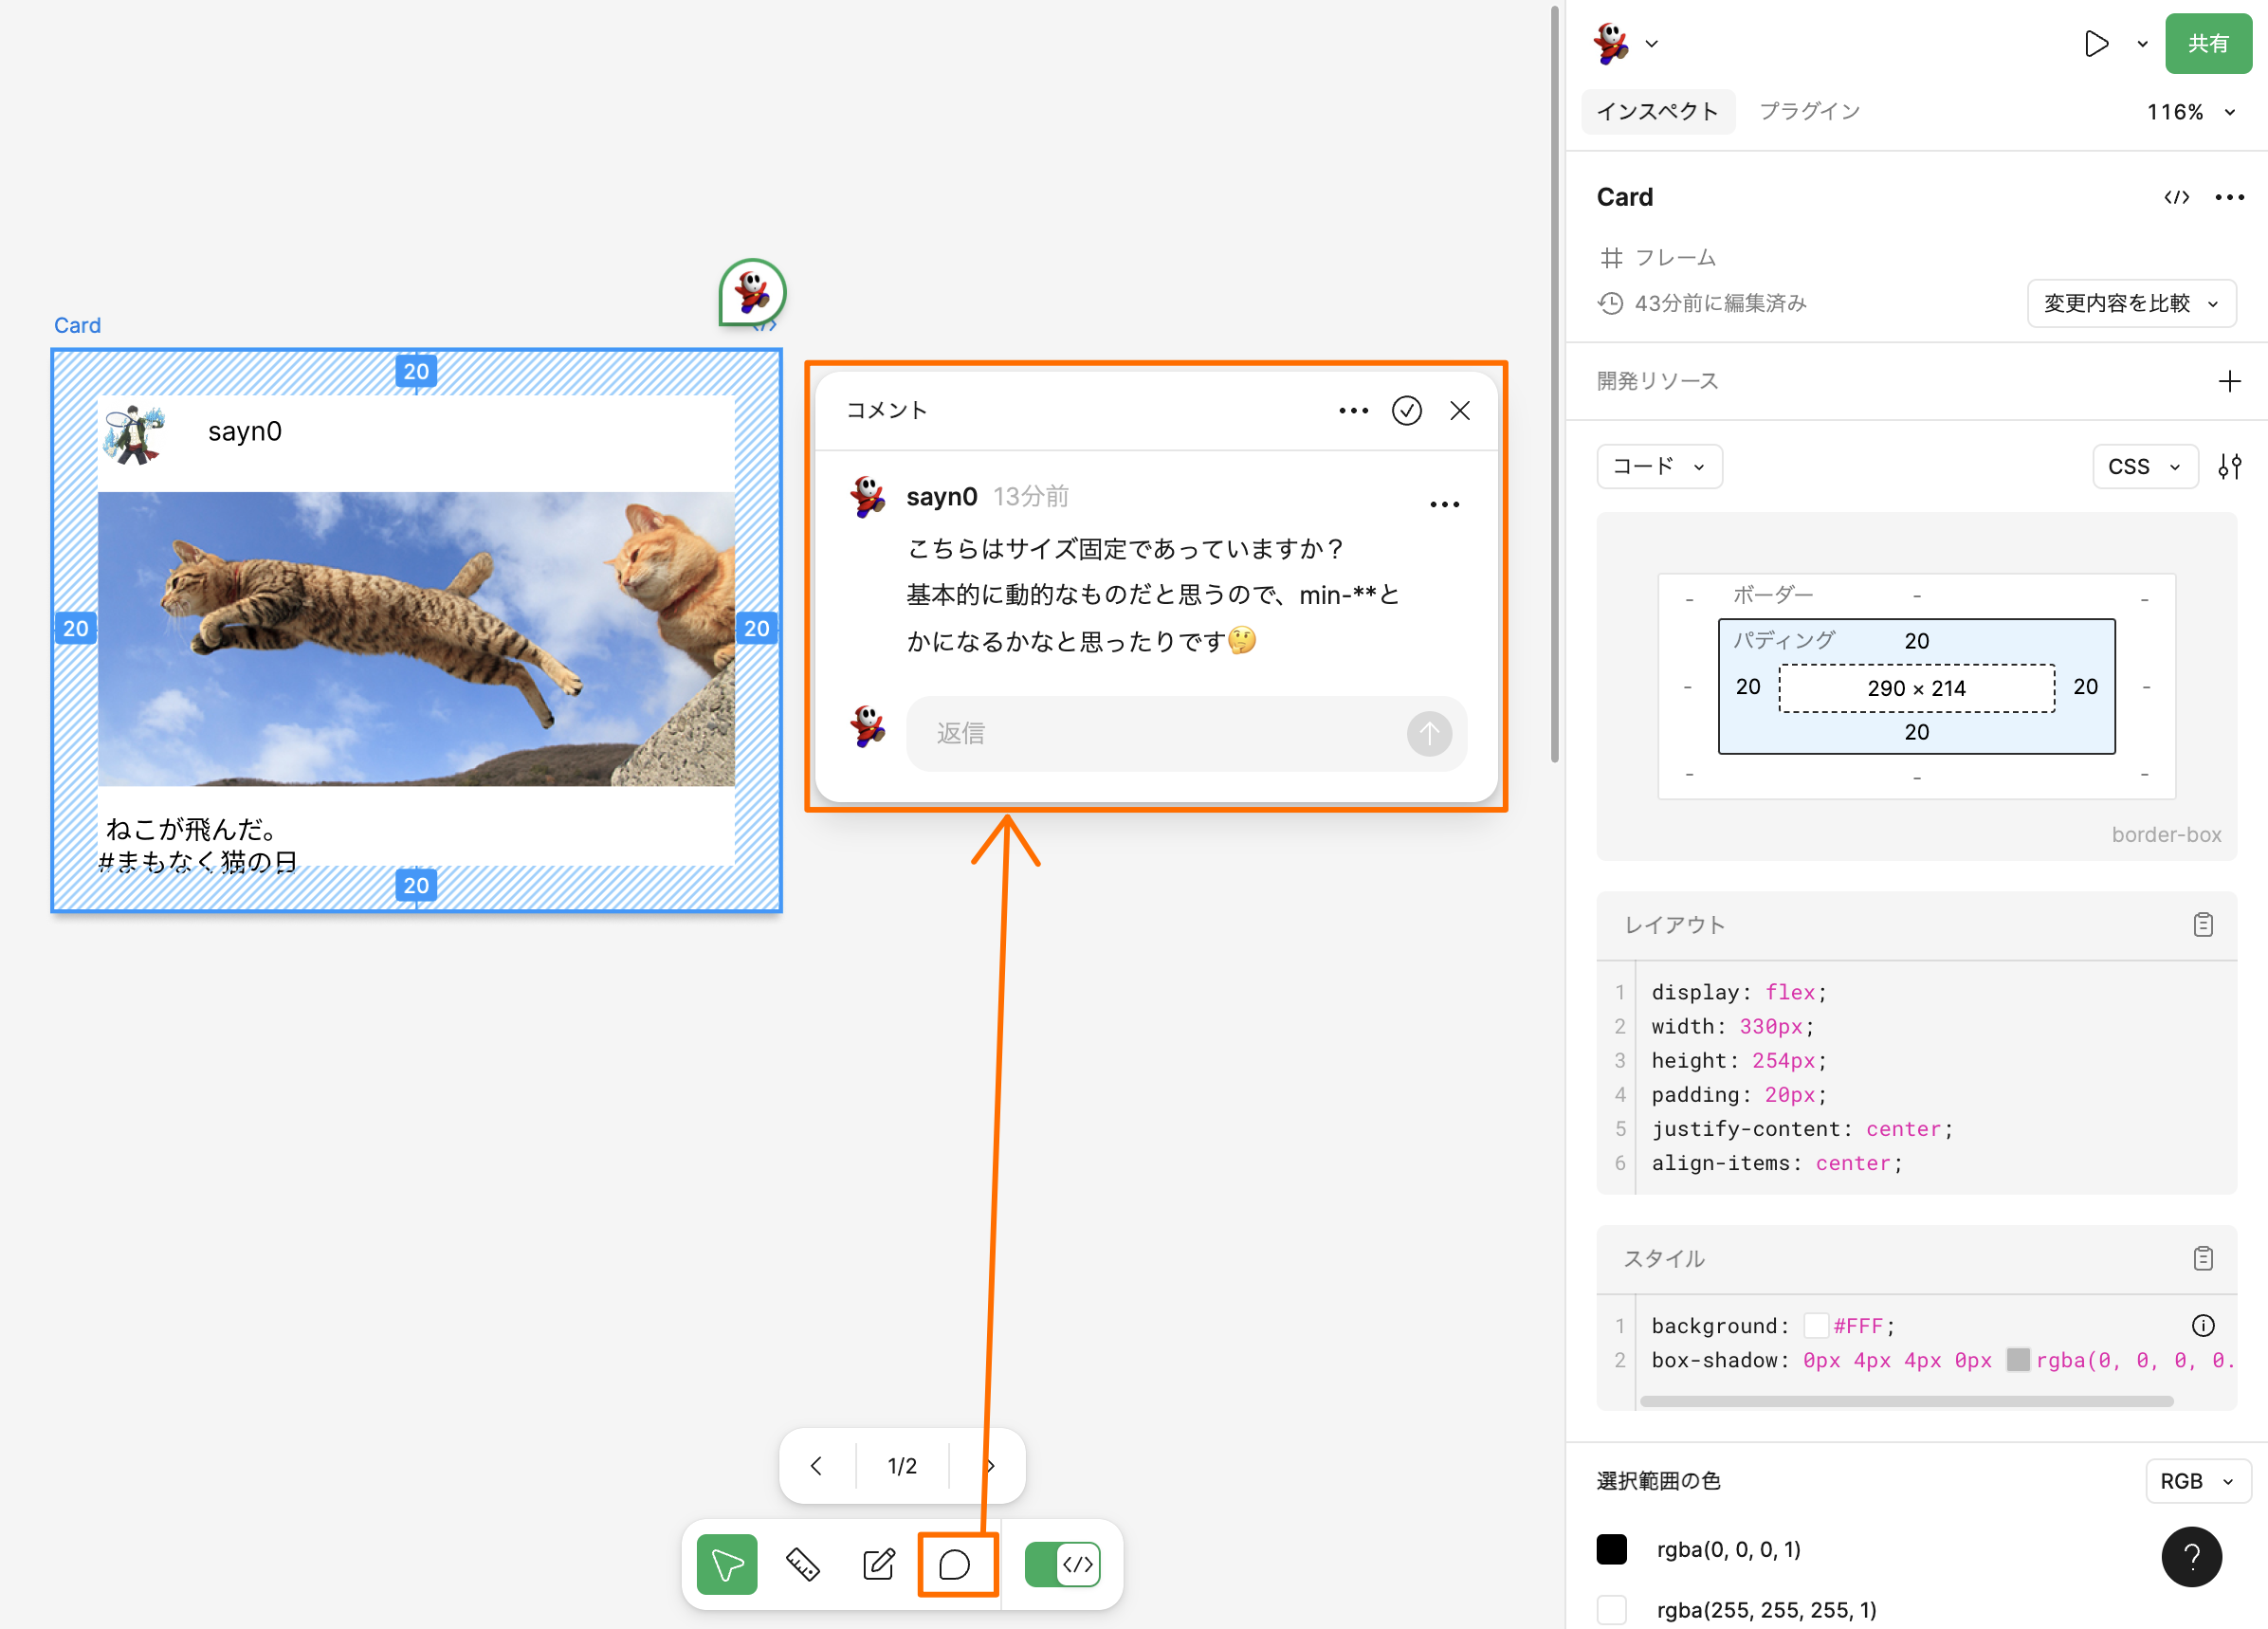 Card
20
sayn0
20
20
ねこが飛んだ。
#まもなく猫の日
20
コメント
sayn0 13分前
こちらはサイズ固定であっていますか？
基本的に動的なものだと思うので、min-**と
かになるかなと思ったりです🤔
返信
1/2
共有
インスペクト プラグイン 116%
Card
フレーム
43分前に編集済み 変更内容を比較
開発リソース
コード CSS
- ボーダー - -
パディング 20
- 20 290 × 214 20 -
20
- - -
border-box
レイアウト
1 display: flex;
2 width: 330px;
3 height: 254px;
4 padding: 20px;
5 justify-content: center;
6 align-items: center;
スタイル
1 background: #FFF;
2 box-shadow: 0px 4px 4px 0px rgba(0, 0, 0, 0.
選択範囲の色 RGB
rgba(0, 0, 0, 1)
?
rgba(255, 255, 255, 1)